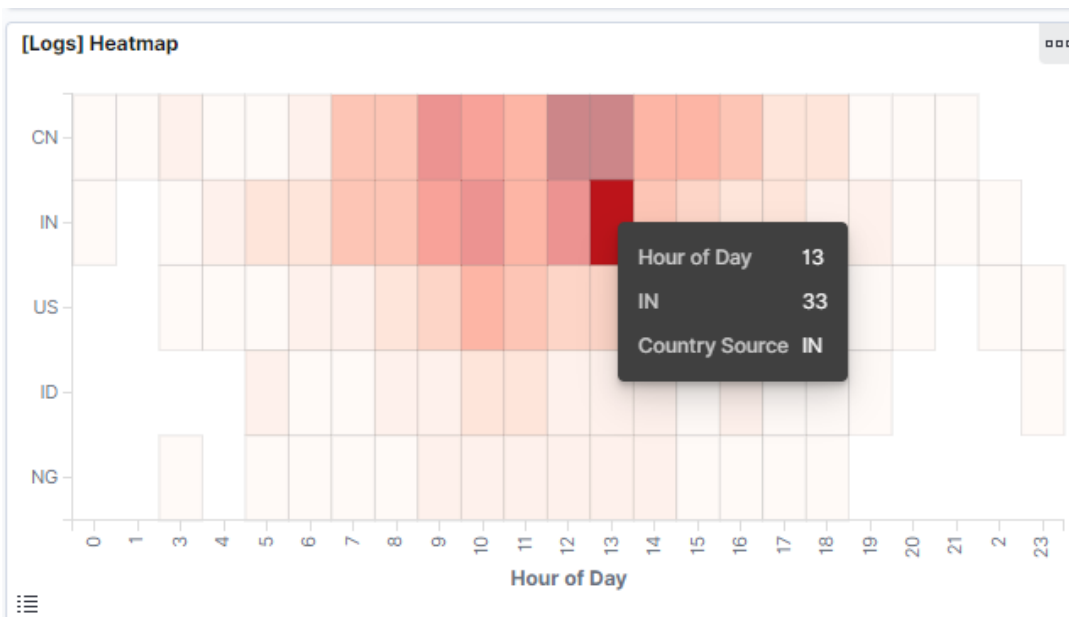 [Logs] Heatmap
CN
IN
US
ID
NG
Hour of Day 13
IN 33
Country Source IN
0 1 3 4 5 6 7 8 9 10 11 12 13 14 15 16 17 18 19 20 21 2 23
Hour of Day